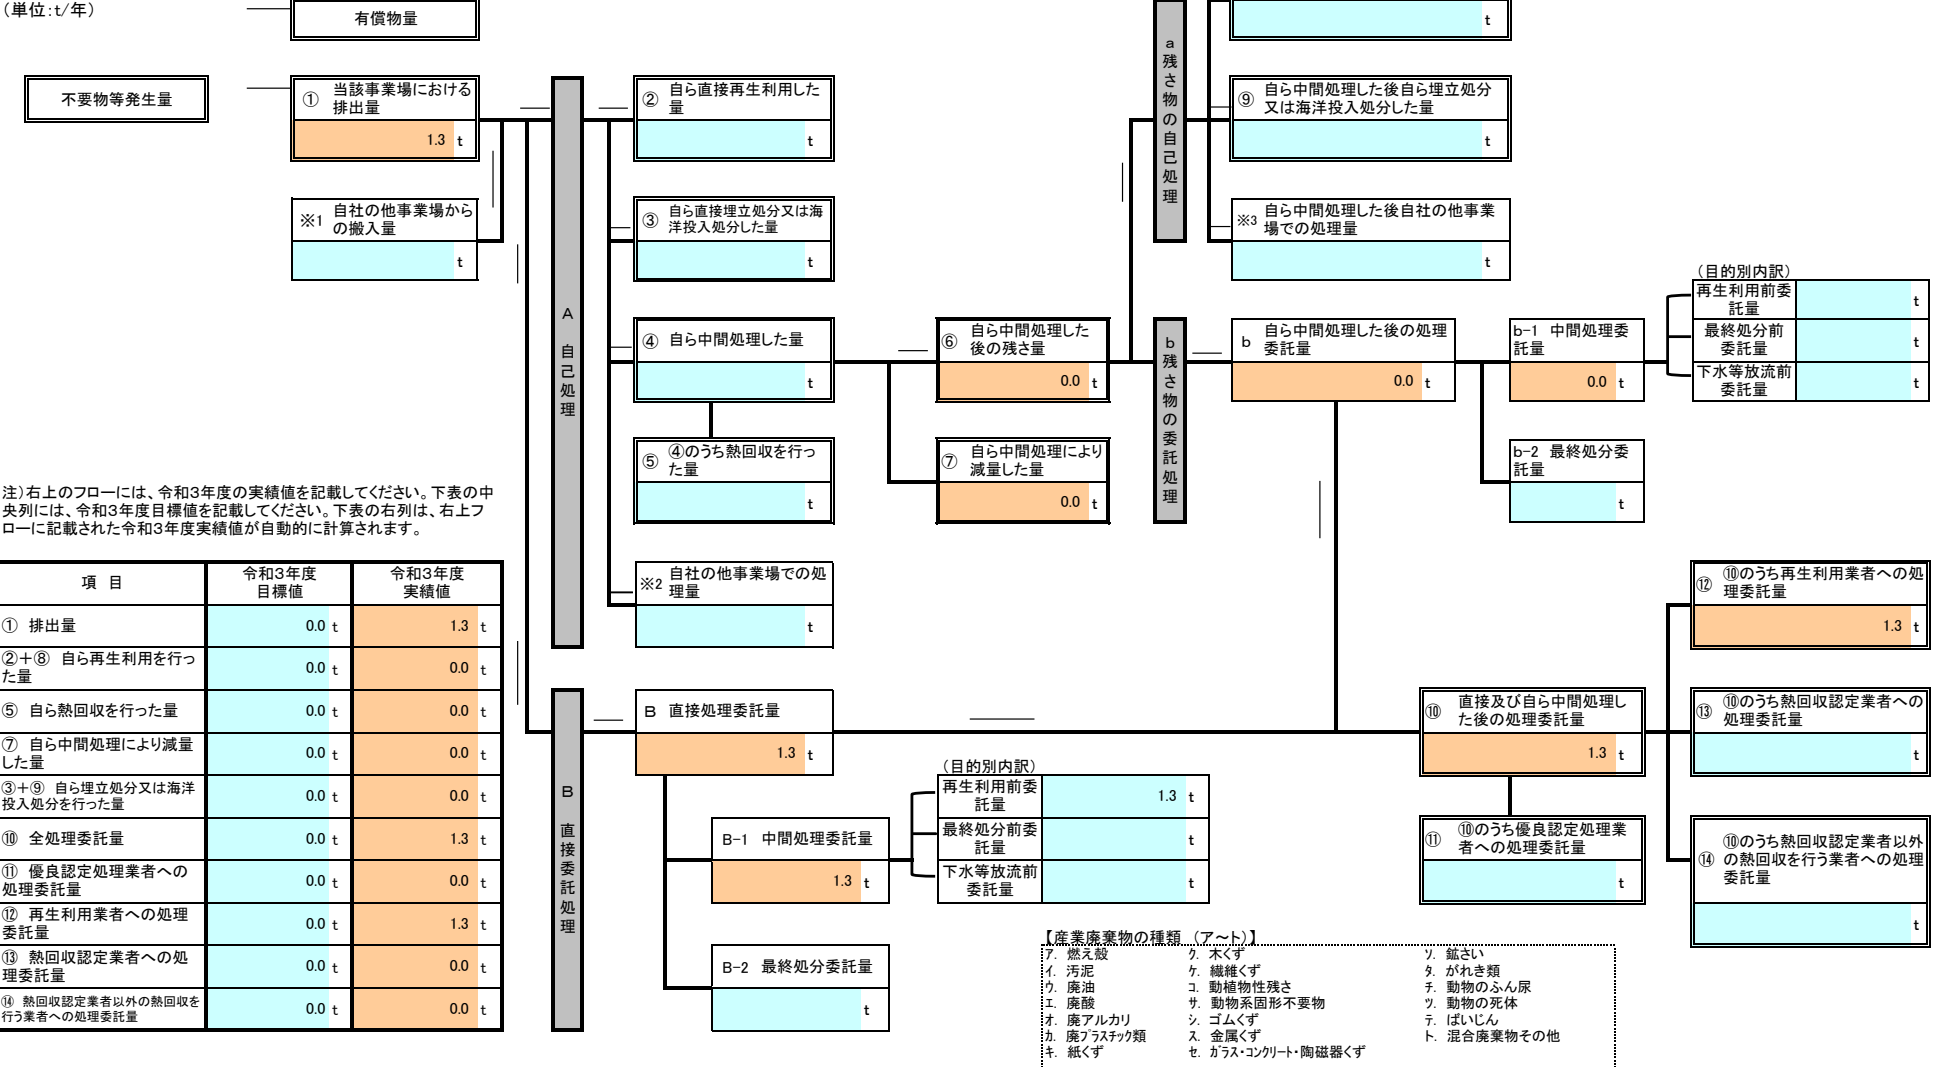 （単位:t/年）
有償物量
不要物等発生量
① 当該事業場における
排出量
1.3 t
※1 自社の他事業場から
の搬入量
t
A 自己処理
② 自ら直接再生利用した
量
t
③ 自ら直接埋立処分又は海
洋投入処分した量
t
④ 自ら中間処理した量
t
⑤ ④のうち熱回収を行っ
た量
t
※2 自社の他事業場での処
理量
t
⑥ 自ら中間処理した
後の残さ量
0.0 t
⑦ 自ら中間処理により
減量した量
0.0 t
a 残さ物の自己処理
t
⑨ 自ら中間処理した後自ら埋立処分
又は海洋投入処分した量
t
※3 自ら中間処理した後自社の他事業
場での処理量
t
b 残さ物の委託処理
b 自ら中間処理した後の処理
委託量
0.0 t
b-1 中間処理委
託量
0.0 t
b-2 最終処分委
託量
t
（目的別内訳）
再生利用前委
託量
t
最終処分前
委託量
t
下水等放流前
委託量
t
注）右上のフローには、令和3年度の実績値を記載してください。下表の中
央列には、令和3年度目標値を記載してください。下表の右列は、右上フ
ローに記載された令和3年度実績値が自動的に計算されます。
項 目 令和3年度 目標値 令和3年度 実績値
① 排出量 0.0 t 1.3 t
②＋⑧ 自ら再生利用を行っ
た量 0.0 t 0.0 t
⑤ 自ら熱回収を行った量 0.0 t 0.0 t
⑦ 自ら中間処理により減量
した量 0.0 t 0.0 t
③＋⑨ 自ら埋立処分又は海洋
投入処分を行った量 0.0 t 0.0 t
⑩ 全処理委託量 0.0 t 1.3 t
⑪ 優良認定処理業者への
処理委託量 0.0 t 0.0 t
⑫ 再生利用業者への処理
委託量 0.0 t 1.3 t
⑬ 熱回収認定業者への処
理委託量 0.0 t 0.0 t
⑭ 熱回収認定業者以外の熱回収を
行う業者への処理委託量 0.0 t 0.0 t
B 直接委託処理
B 直接処理委託量
1.3 t
B-1 中間処理委託量
1.3 t
B-2 最終処分委託量
t
（目的別内訳）
再生利用前委
託量
1.3 t
最終処分前委
託量
t
下水等放流前
委託量
t
⑩ 直接及び自ら中間処理し
た後の処理委託量
1.3 t
⑪ ⑩のうち優良認定処理業
者への処理委託量
t
⑫ ⑩のうち再生利用業者への処
理委託量
1.3 t
⑬ ⑩のうち熱回収認定業者への
処理委託量
t
⑭ ⑩のうち熱回収認定業者以外
の熱回収を行う業者への処理
委託量
t
【産業廃棄物の種類 （ア～ト）】
ア. 燃え殻 ク. 木くず ソ. 鉱さい
イ. 汚泥 ケ. 繊維くず タ. がれき類
ウ. 廃油 コ. 動植物性残さ チ. 動物のふん尿
エ. 廃酸 サ. 動物系固形不要物 ツ. 動物の死体
オ. 廃アルカリ シ. ゴムくず テ. ばいじん
カ. 廃プラスチック類 ス. 金属くず ト. 混合廃棄物その他
キ. 紙くず セ. ガラス・コンクリート・陶磁器くず